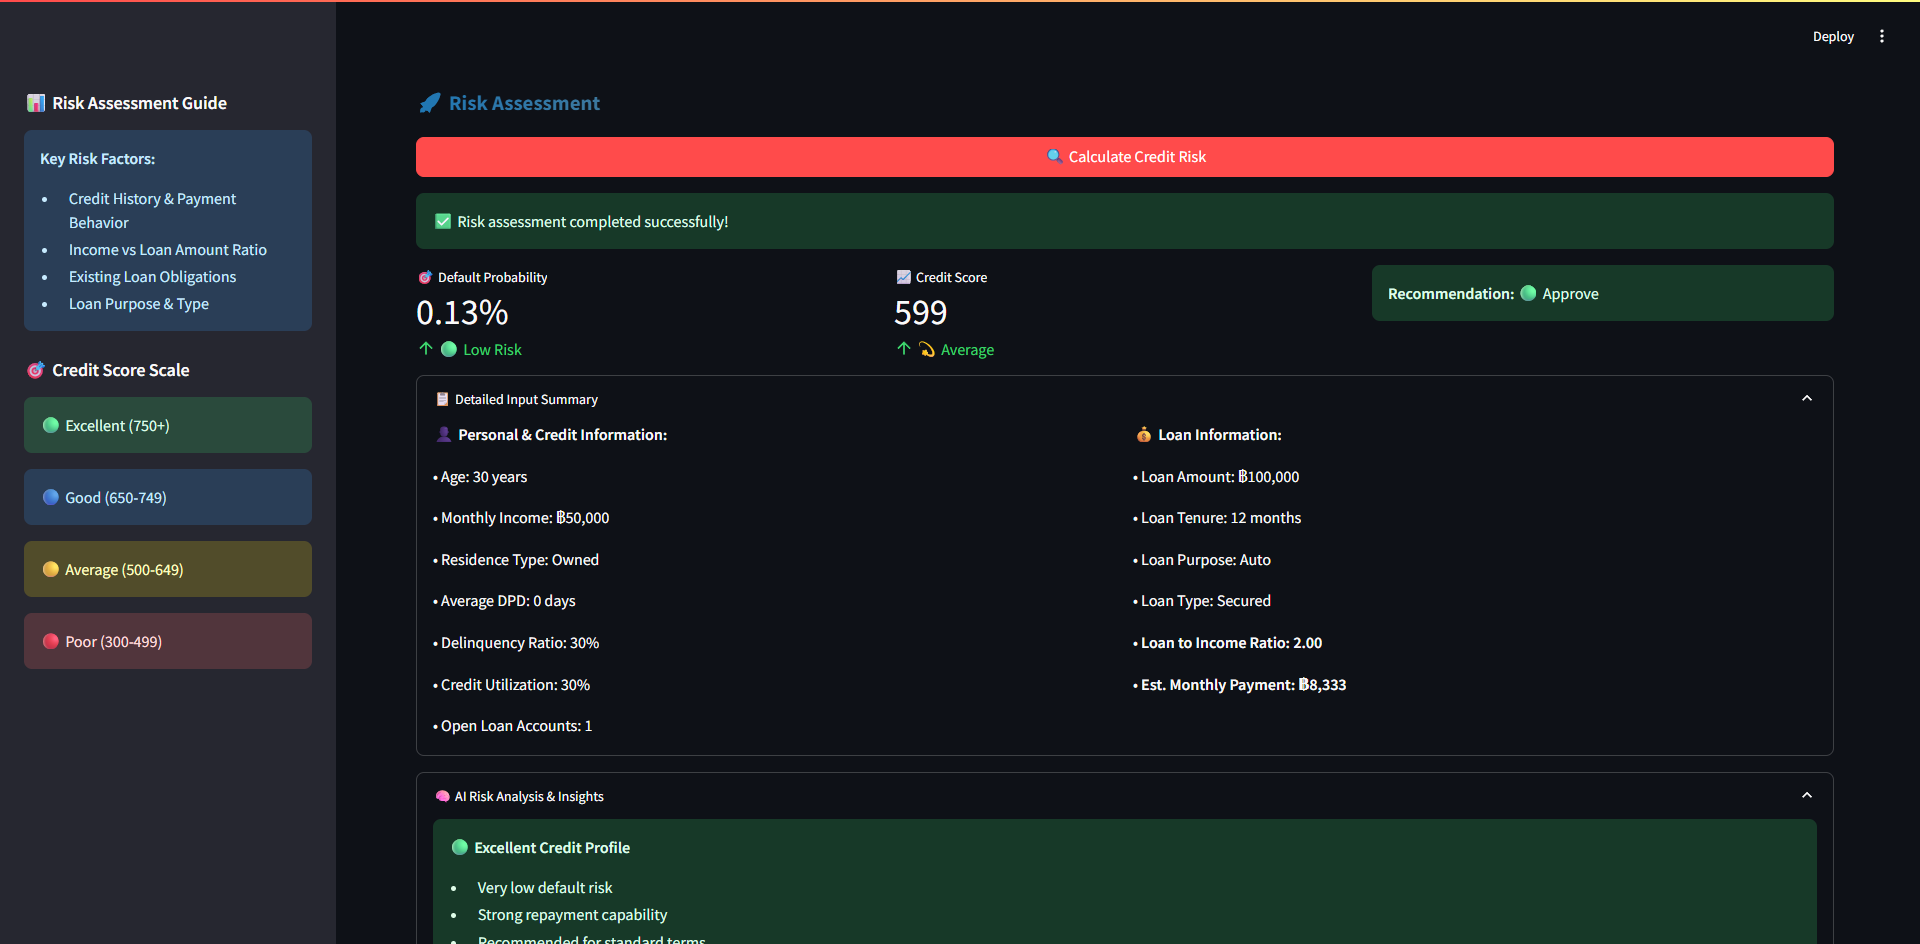 Deploy
Risk Assessment Guide
Key Risk Factors:
• Credit History & Payment
Behavior
• Income vs Loan Amount Ratio
• Existing Loan Obligations
• Loan Purpose & Type
Credit Score Scale
Excellent (750+)
Good (650-749)
Average (500-649)
Poor (300-499)
Risk Assessment
Calculate Credit Risk
Risk assessment completed successfully!
Default Probability
0.13%
↑ Low Risk
Credit Score
599
↑ Average
Recommendation: Approve
Detailed Input Summary
Personal & Credit Information:
• Age: 30 years
• Monthly Income: ฿50,000
• Residence Type: Owned
• Average DPD: 0 days
• Delinquency Ratio: 30%
• Credit Utilization: 30%
• Open Loan Accounts: 1
Loan Information:
• Loan Amount: ฿100,000
• Loan Tenure: 12 months
• Loan Purpose: Auto
• Loan Type: Secured
• Loan to Income Ratio: 2.00
• Est. Monthly Payment: ฿8,333
AI Risk Analysis & Insights
Excellent Credit Profile
• Very low default risk
• Strong repayment capability
• Recommended for standard terms